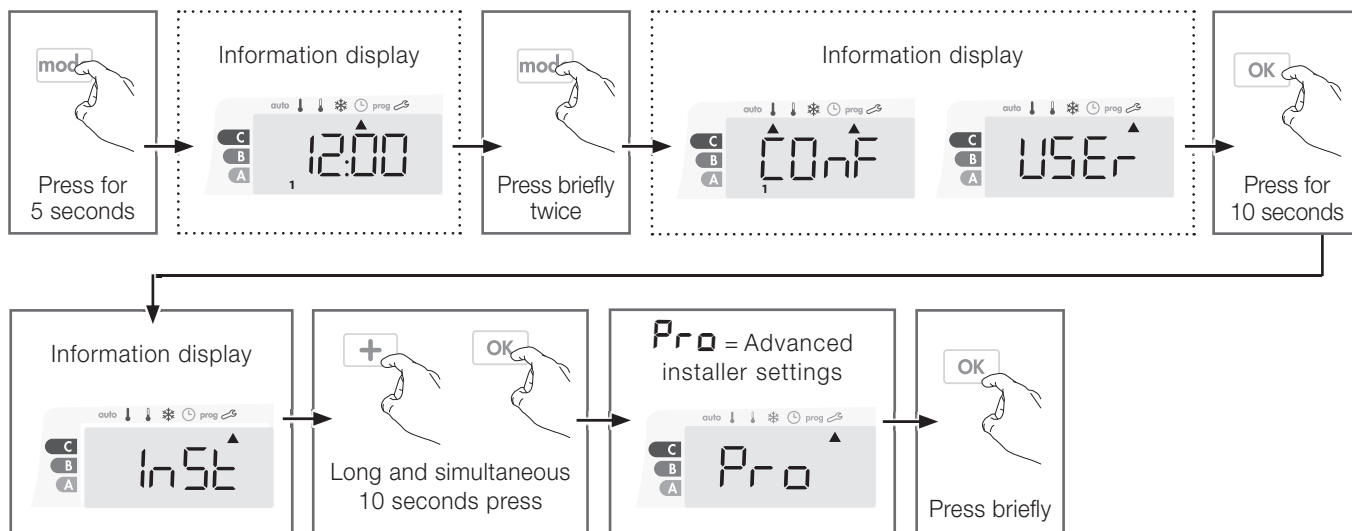 mod
Press for
5 seconds
Information display
auto prog
C
B
A
12:00
1
mod
Press briefly
twice
Information display
auto prog
C
B
A
COnF
1
auto prog
C
B
A
USEr
OK
Press for
10 seconds
Information display
auto prog
C
B
A
InSt
+
OK
Long and simultaneous
10 seconds press
Pro = Advanced
installer settings
auto prog
C
B
A
Pro
OK
Press briefly